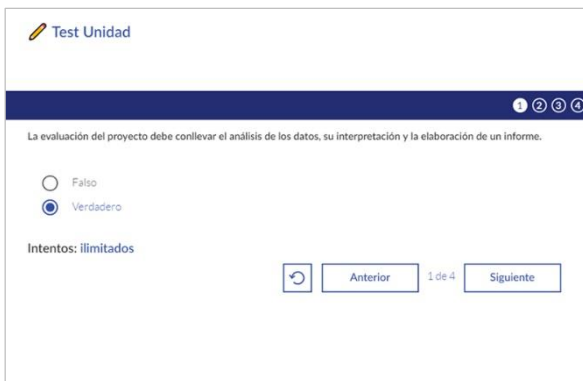 Test Unidad
1 2 3 4
La evaluación del proyecto debe conllevar el análisis de los datos, su interpretación y la elaboración de un informe.
Falso
Verdadero
Intentos: ilimitados
Anterior 1 de 4 Siguiente